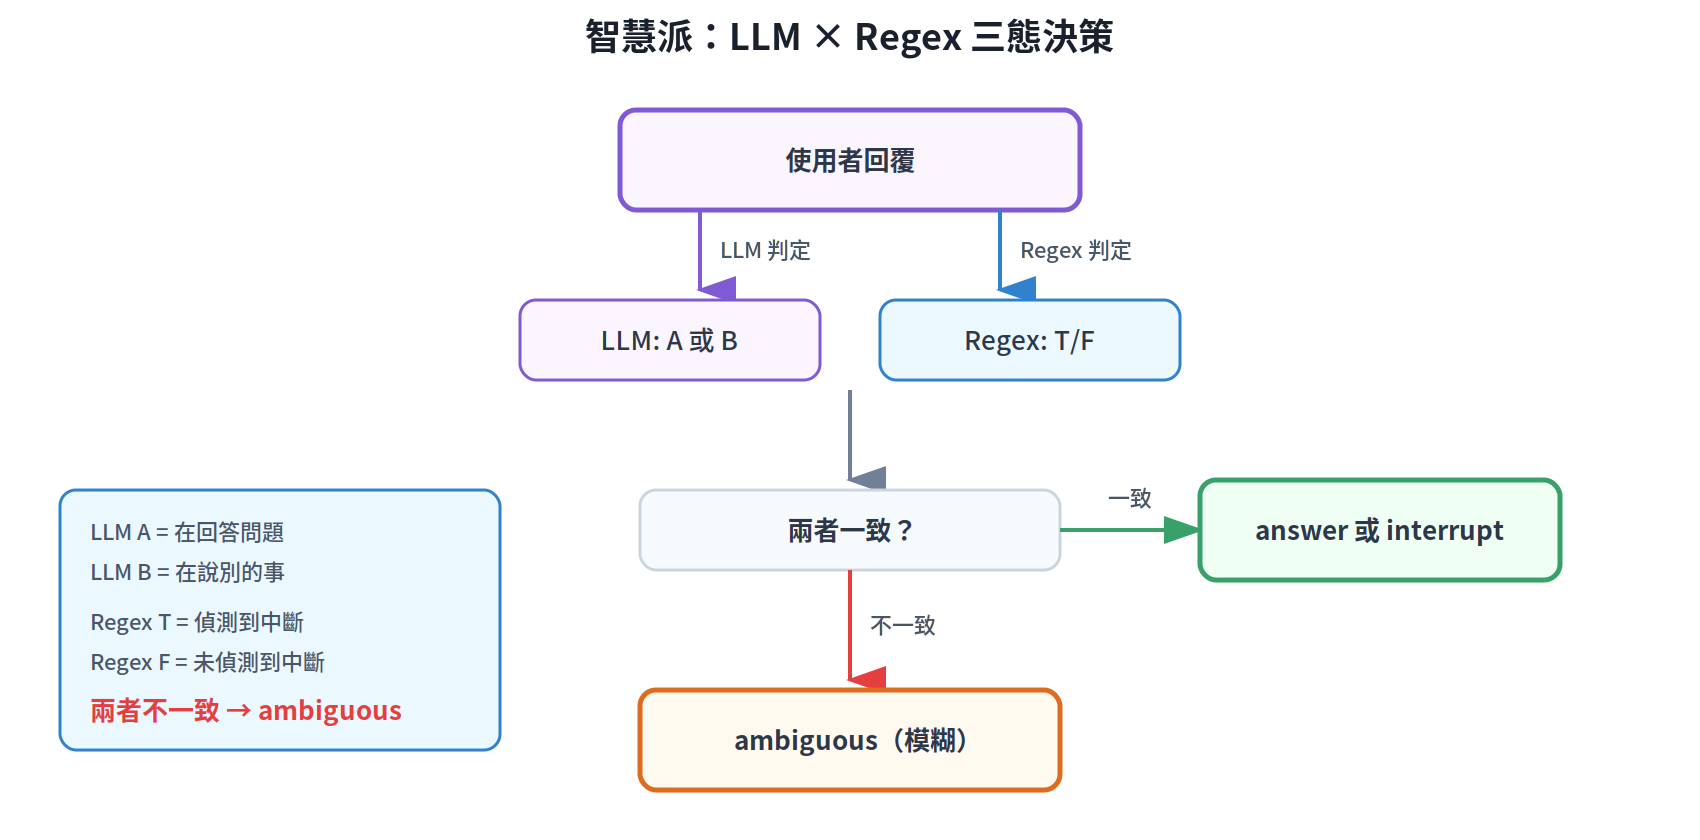 智慧派：LLM × Regex 三態決策
使用者回覆
LLM 判定
Regex 判定
LLM: A 或 B
Regex: T/F
兩者一致？
一致
answer 或 interrupt
不一致
ambiguous（模糊）
LLM A = 在回答問題
LLM B = 在說別的事
Regex T = 偵測到中斷
Regex F = 未偵測到中斷
兩者不一致 → ambiguous